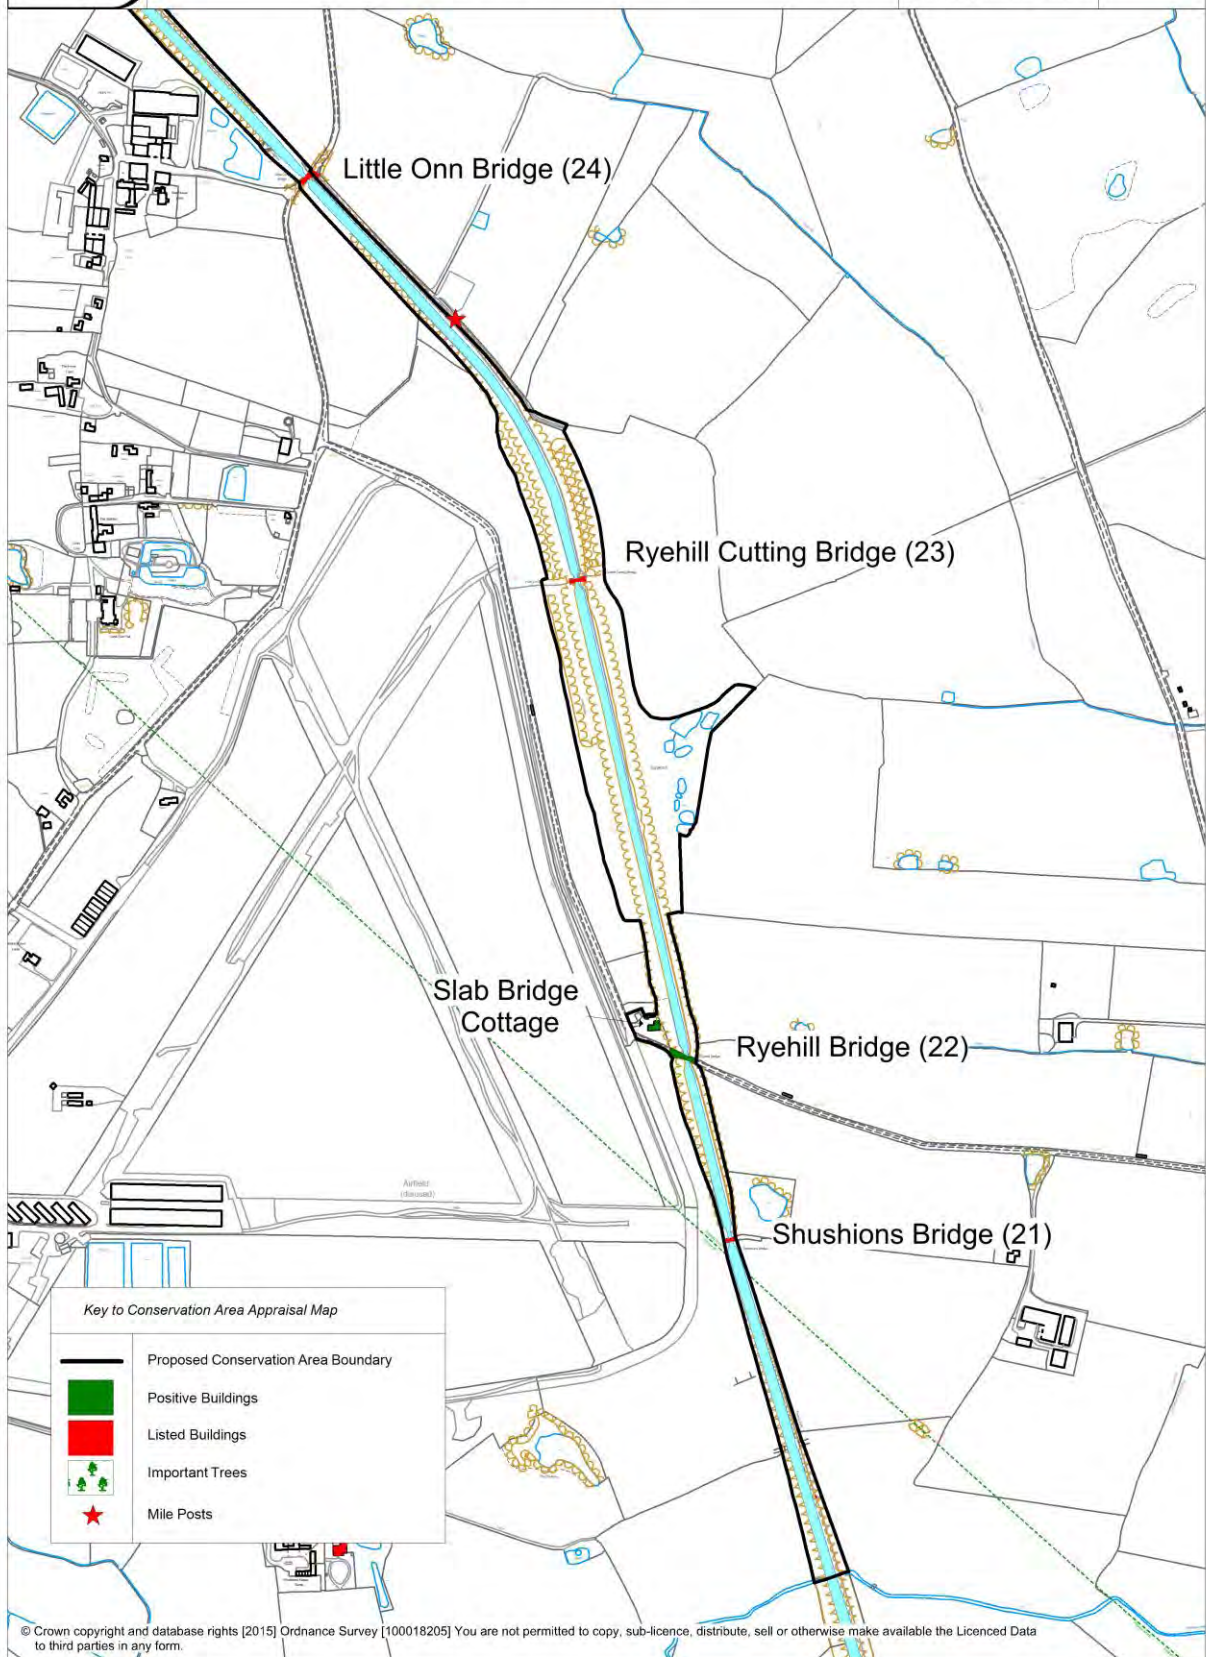 Little Onn Bridge (24)
Ryehill Cutting Bridge (23)
Slab Bridge
Cottage
Ryehill Bridge (22)
Airfield
(disused)
Shushions Bridge (21)
Key to Conservation Area Appraisal Map
Proposed Conservation Area Boundary
Positive Buildings
Listed Buildings
Important Trees
Mile Posts
© Crown copyright and database rights [2015] Ordnance Survey [100018205] You are not permitted to copy, sub-licence, distribute, sell or otherwise make available the Licenced Data
to third parties in any form.